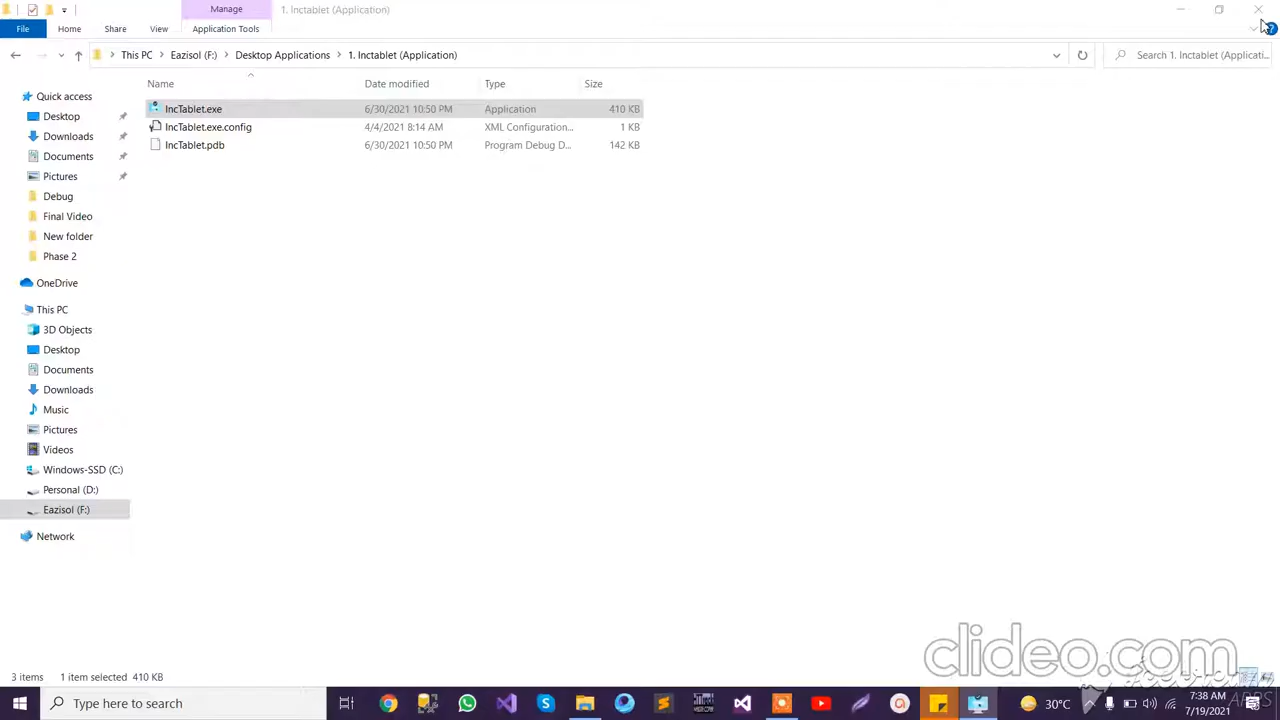 Manage
1. Inctablet (Application)
File
Home
Share
View
Application Tools
This PC
Eazisol (F:)
Desktop Applications
1. Inctablet (Application)
Search 1. Inctablet (Applicati...
Name
Date modified
Type
Size
IncTablet.exe
6/30/2021 10:50 PM
Application
410 KB
IncTablet.exe.config
4/4/2021 8:14 AM
XML Configuration...
1 KB
IncTablet.pdb
6/30/2021 10:50 PM
Program Debug D...
142 KB
Quick access
Desktop
Downloads
Documents
Pictures
Debug
Final Video
New folder
Phase 2
OneDrive
This PC
3D Objects
Desktop
Documents
Downloads
Music
Pictures
Videos
Windows-SSD (C:)
Personal (D:)
Eazisol (F:)
Network
3 items
1 item selected
410 KB
clideo.com
Type here to search
30°C
7:38 AM
7/19/2021
APPS